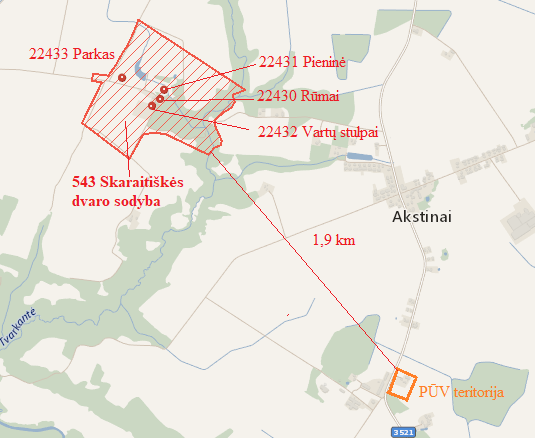 22433 Parkas
22431 Pieninė
22430 Rūmai
22432 Vartų stulpai
543 Skaraitiškės
dvaro sodyba
Akstinai
1,9 km
Tvarkantė
PŪV teritorija
3521